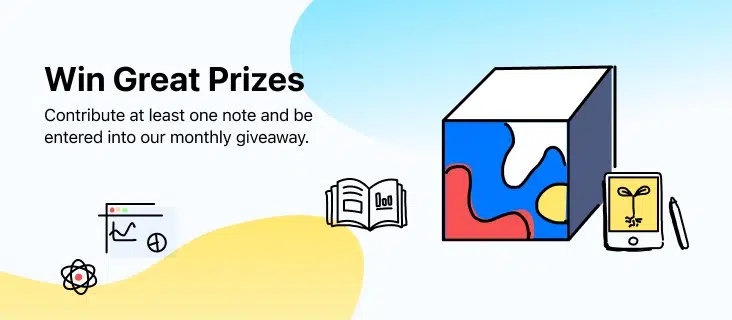 Win Great Prizes
Contribute at least one note and be
entered into our monthly giveaway.